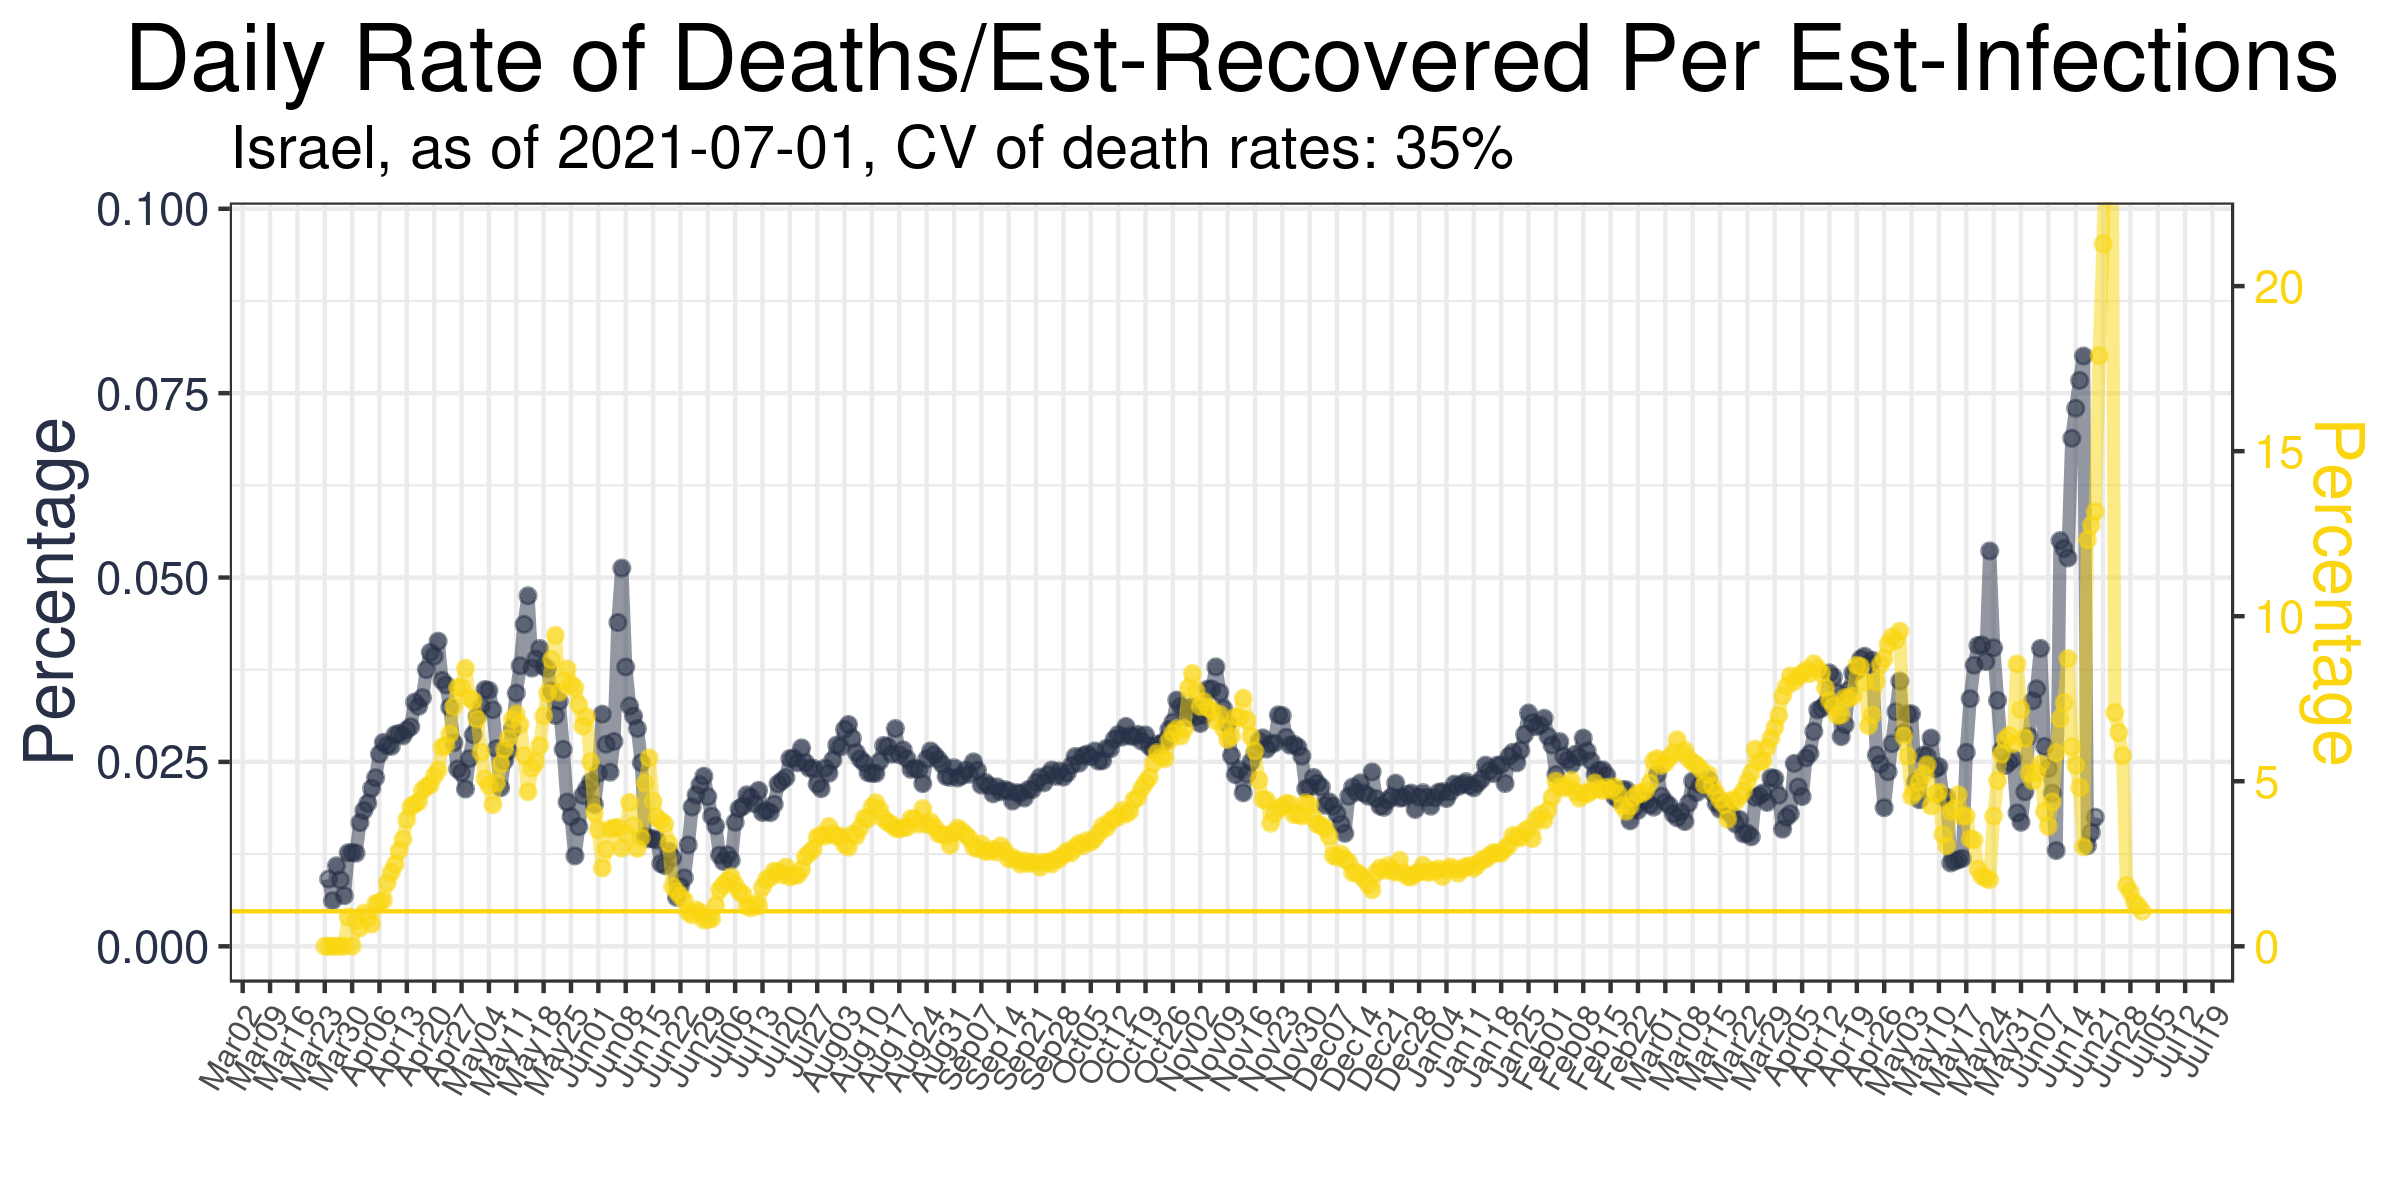 Daily Rate of Deaths/Est-Recovered Per Est-Infections
Israel, as of 2021-07-01, CV of death rates: 35%
0.100
0.075
0.050
0.025
0.000
Percentage
20
15
10
5
0
Percentage
Mar02
Mar09
Mar16
Mar23
Mar30
Apr06
Apr13
Apr20
Apr27
May04
May11
May18
May25
Jun01
Jun08
Jun15
Jun22
Jun29
Jul06
Jul13
Jul20
Jul27
Aug03
Aug10
Aug17
Aug24
Aug31
Sep07
Sep14
Sep21
Sep28
Oct05
Oct12
Oct19
Oct26
Nov02
Nov09
Nov16
Nov23
Nov30
Dec07
Dec14
Dec21
Dec28
Jan04
Jan11
Jan18
Jan25
Feb01
Feb08
Feb15
Feb22
Mar01
Mar08
Mar15
Mar22
Mar29
Apr05
Apr12
Apr19
Apr26
May03
May10
May17
May24
May31
Jun07
Jun14
Jun21
Jun28
Jul05
Jul12
Jul19